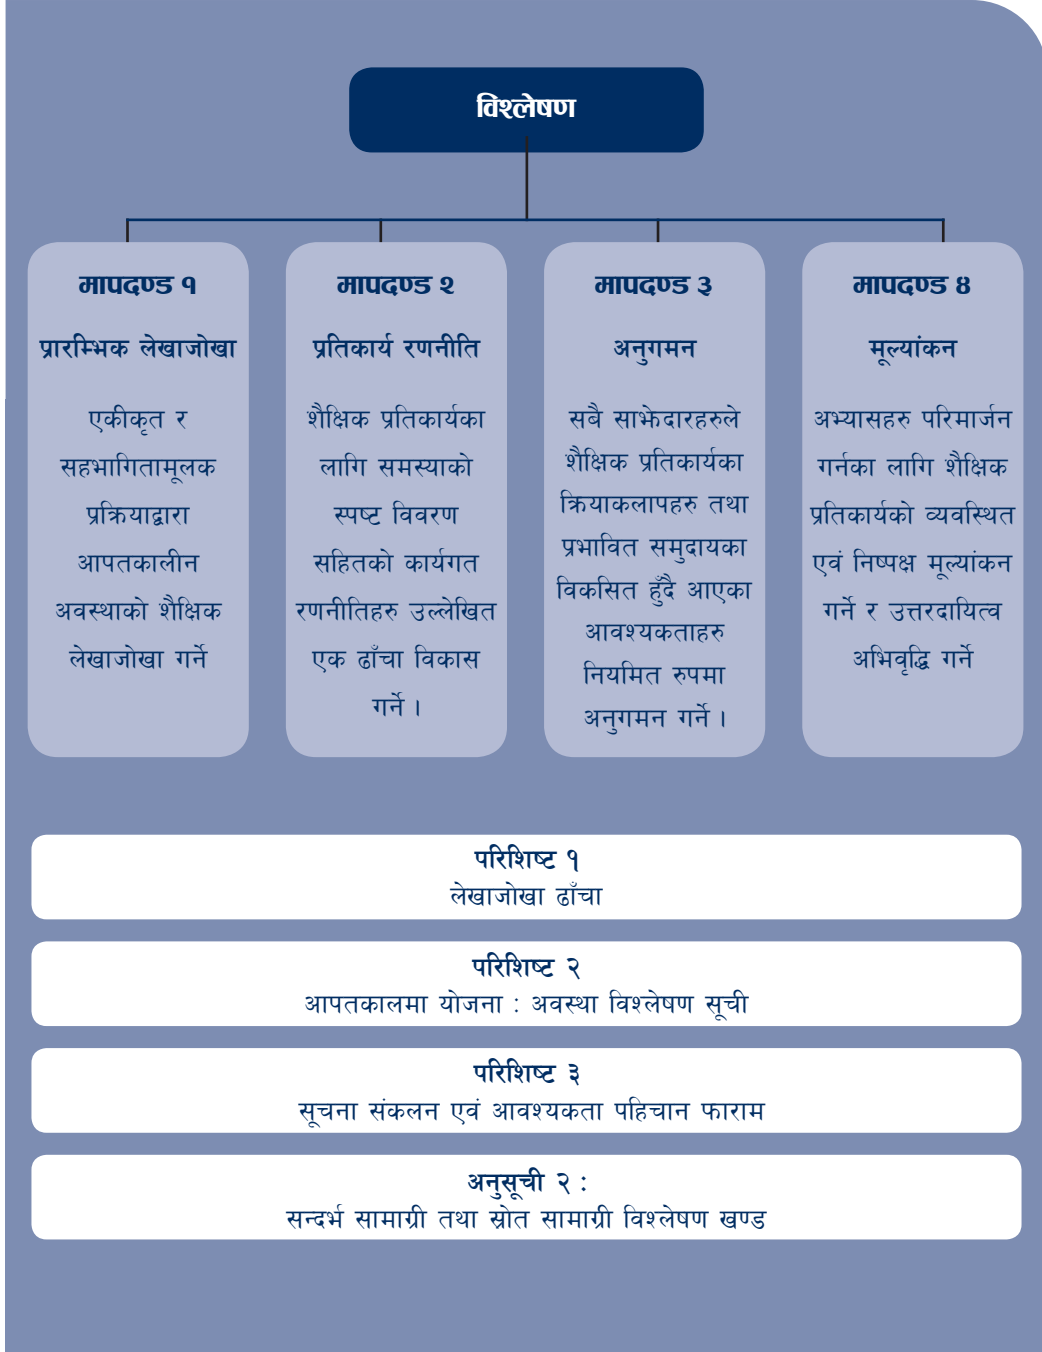 विश्लेषण
मापदण्ड १
प्रारम्भिक लेखाजोखा
एकीकृत र
सहभागितामूलक
प्रक्रियाद्वारा
आपतकालीन
अवस्थाको शैक्षिक
लेखाजोखा गर्ने
मापदण्ड २
प्रतिकार्य रणनीति
शैक्षिक प्रतिकार्यका
लागि समस्याको
स्पष्ट विवरण
सहितको कार्यगत
रणनीतिहरु उल्लेखित
एक ढाँचा विकास
गर्ने ।
मापदण्ड ३
अनुगमन
सबै साझेदारहरुले
शैक्षिक प्रतिकार्यका
क्रियाकलापहरु तथा
प्रभावित समुदायका
विकसित हुँदै आएका
आवश्यकताहरु
नियमित रुपमा
अनुगमन गर्ने ।
मापदण्ड ४
मूल्यांकन
अभ्यासहरु परिमार्जन
गर्नका लागि शैक्षिक
प्रतिकार्यको व्यवस्थित
एवं निष्पक्ष मूल्यांकन
गर्ने र उत्तरदायित्व
अभिवृद्धि गर्ने
परिशिष्ट १
लेखाजोखा ढाँचा
परिशिष्ट २
आपतकालमा योजना : अवस्था विश्लेषण सूची
परिशिष्ट ३
सूचना संकलन एवं आवश्यकता पहिचान फाराम
अनुसूची २ :
सन्दर्भ सामाग्री तथा स्रोत सामाग्री विश्लेषण खण्ड